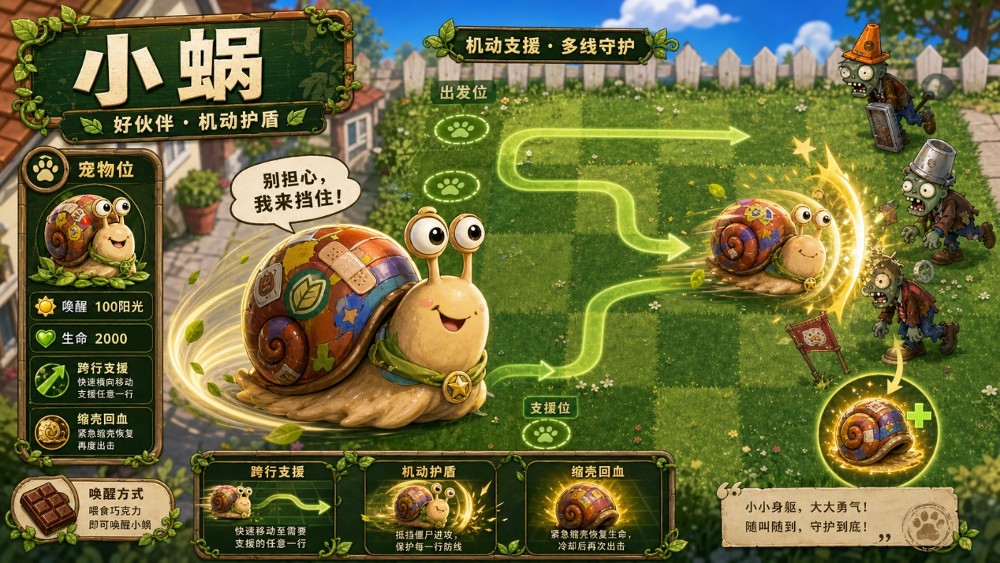 小蜗
好伙伴·机动护盾
机动支援·多线守护
出发位
宠物位
别担心，
我来挡住！
唤醒 100阳光
生命 2000
跨行支援
快速横向移动
支援任意一行
缩壳回血
紧急缩壳恢复
再度出击
支援位
唤醒方式
喂食巧克力
即可唤醒小蜗
跨行支援
快速移动至需要
支援的任意一行
机动护盾
抵挡僵尸进攻，
保护每一行防线
缩壳回血
紧急缩壳恢复生命，
冷却后再次出击
“小小身躯，大大勇气！
随叫随到，守护到底！”